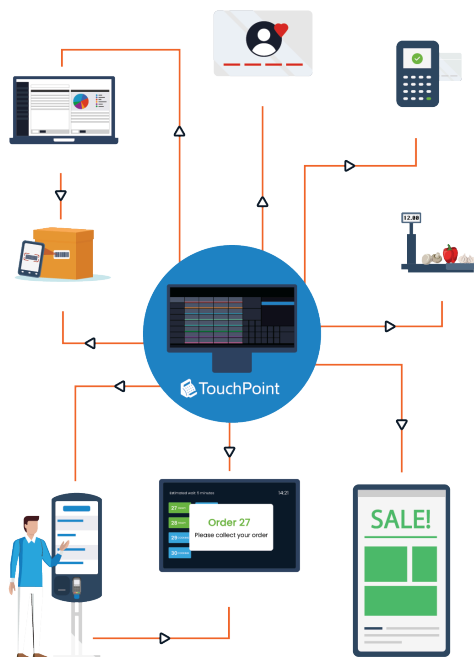 12.00
TouchPoint
Estimated wait: 5 minutes
14:21
27
28
29
30
Order 27
Please collect your order
SALE!